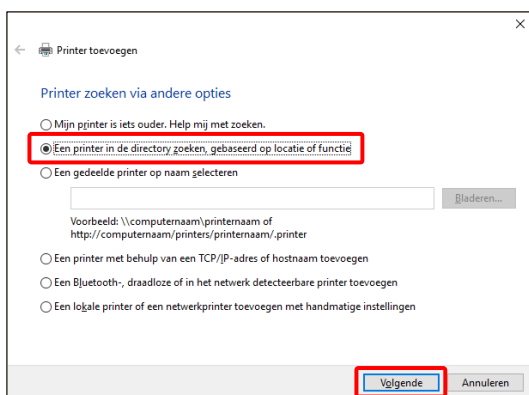 Printer toevoegen
Printer zoeken via andere opties
Mijn printer is iets ouder. Help mij met zoeken.
Een printer in de directory zoeken, gebaseerd op locatie of functie
Een gedeelde printer op naam selecteren
Bladeren...
Voorbeeld: \\computernaam\printernaam of
http://computernaam/printers/printernaam/.printer
Een printer met behulp van een TCP/IP-adres of hostnaam toevoegen
Een Bluetooth-, draadloze of in het netwerk detecteerbare printer toevoegen
Een lokale printer of een netwerkprinter toevoegen met handmatige instellingen
Volgende
Annuleren